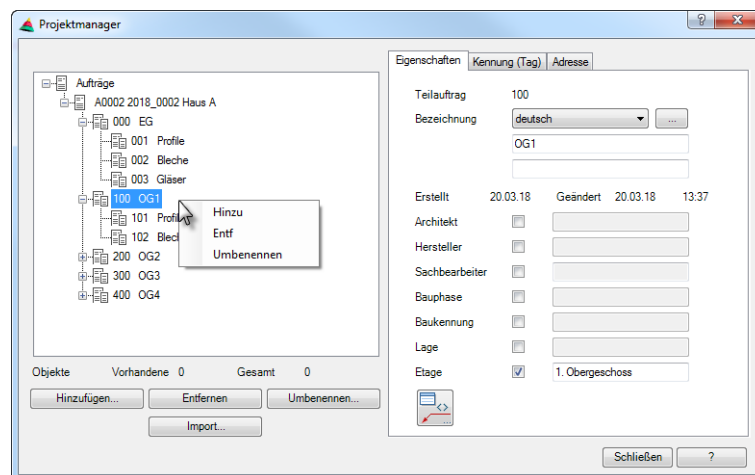 Projektmanager
?
X
Aufträge
A0002 2018_0002 Haus A
000 EG
001 Profile
002 Bleche
003 Gläser
100 OG1
101
102
200 OG2
300 OG3
400 OG4
Hinzu
Entf
Umbenennen
Objekte Vorhandene 0 Gesamt 0
Hinzufügen... Entfernen Umbenennen...
Import...
Eigenschaften Kennung (Tag) Adresse
Teilauftrag 100
Bezeichnung deutsch ...
OG1
Erstellt 20.03.18 Geändert 20.03.18 13:37
Architekt
Hersteller
Sachbearbeiter
Bauphase
Baukennung
Lage
Etage 1. Obergeschoss
<> ...
Schließen ?